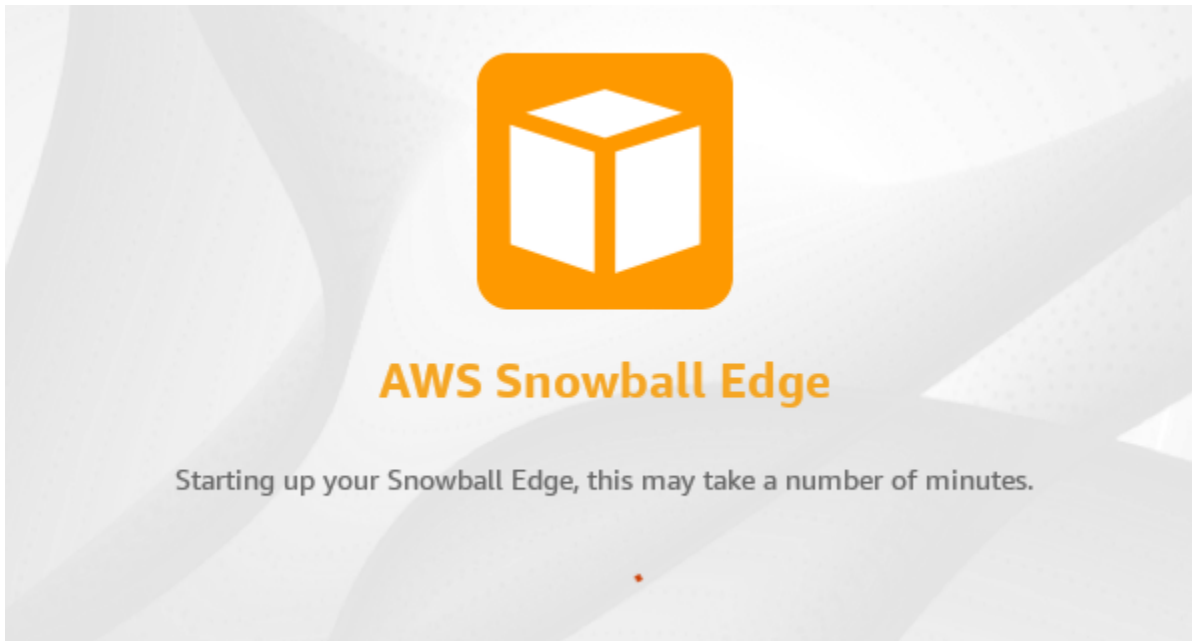 AWS Snowball Edge
Starting up your Snowball Edge, this may take a number of minutes.